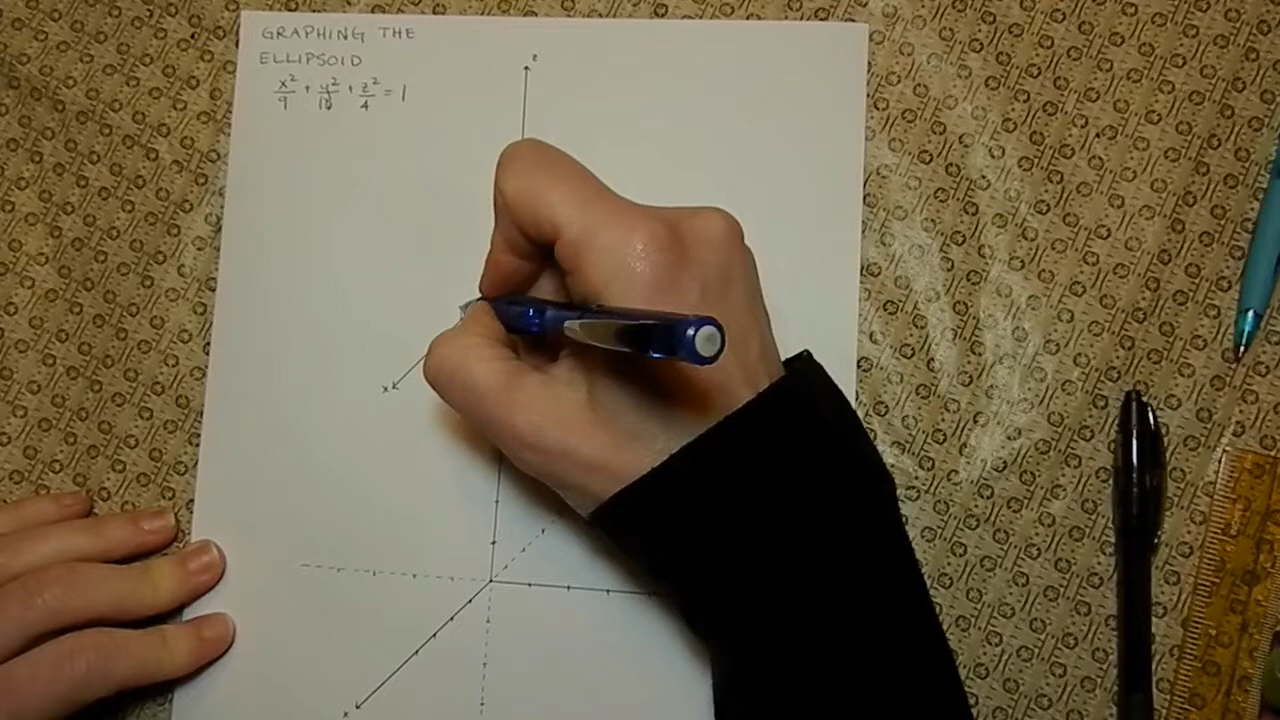 GRAPHING THE
ELLIPSOID
x²/9 + y²/16 + z²/4 = 1
z
x
x